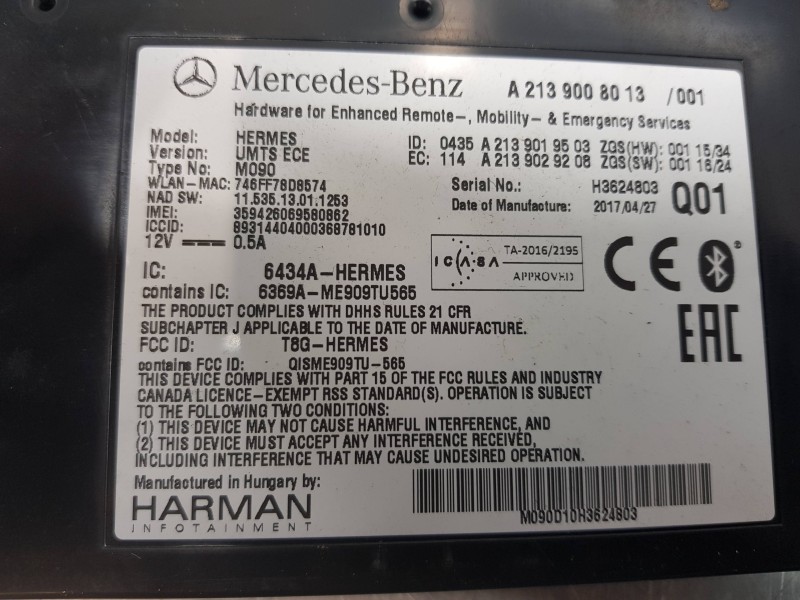 Mercedes-Benz A 213 900 80 13 /001
Hardware for Enhanced Remote-, Mobility- & Emergency Services
Model: HERMES ID: 0435 A 213 901 95 03 ZGS(HW): 001 15/34
Version: UMTS ECE EC: 114 A 213 902 92 08 ZGS(SW): 001 16/24
Type No: M090
WLAN-MAC: 746FF78D8574 Serial No.: H3624803
NAD SW: 11.535.13.01.1253 Date of Manufacture: 2017/04/27 Q01
IMEI: 359426069580862
ICCID: 89314404000368781010
12V 0.5A
ICASA TA-2016/2195
APPROVED
CE
IC: 6434A-HERMES
contains IC: 6369A-ME909TU565
THE PRODUCT COMPLIES WITH DHHS RULES 21 CFR
SUBCHAPTER J APPLICABLE TO THE DATE OF MANUFACTURE.
EAC
FCC ID: T8G-HERMES
contains FCC ID: QISME909TU-565
THIS DEVICE COMPLIES WITH PART 15 OF THE FCC RULES AND INDUSTRY
CANADA LICENCE-EXEMPT RSS STANDARD(S). OPERATION IS SUBJECT
TO THE FOLLOWING TWO CONDITIONS:
(1) THIS DEVICE MAY NOT CAUSE HARMFUL INTERFERENCE, AND
(2) THIS DEVICE MUST ACCEPT ANY INTERFERENCE RECEIVED,
INCLUDING INTERFERENCE THAT MAY CAUSE UNDESIRED OPERATION.
Manufactured in Hungary by:
HARMAN
INFOTAINMENT
M090D10H3624803